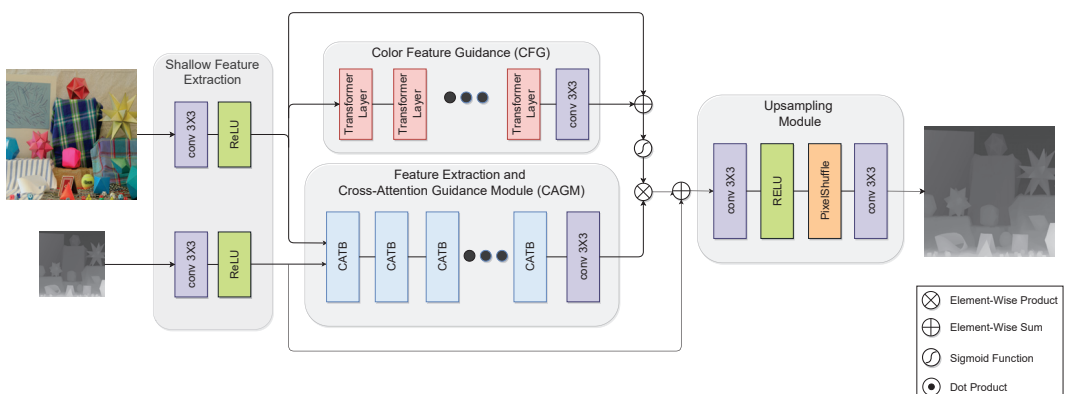 Shallow Feature
Extraction
conv 3X3
ReLU
conv 3X3
ReLU
Color Feature Guidance (CFG)
Transformer
Layer
Transformer
Layer
Transformer
Layer
conv 3X3
Feature Extraction and
Cross-Attention Guidance Module (CAGM)
CATB
CATB
CATB
CATB
conv 3X3
Upsampling
Module
conv 3X3
RELU
PixelShuffle
conv 3X3
Element-Wise Product
Element-Wise Sum
Sigmoid Function
Dot Product